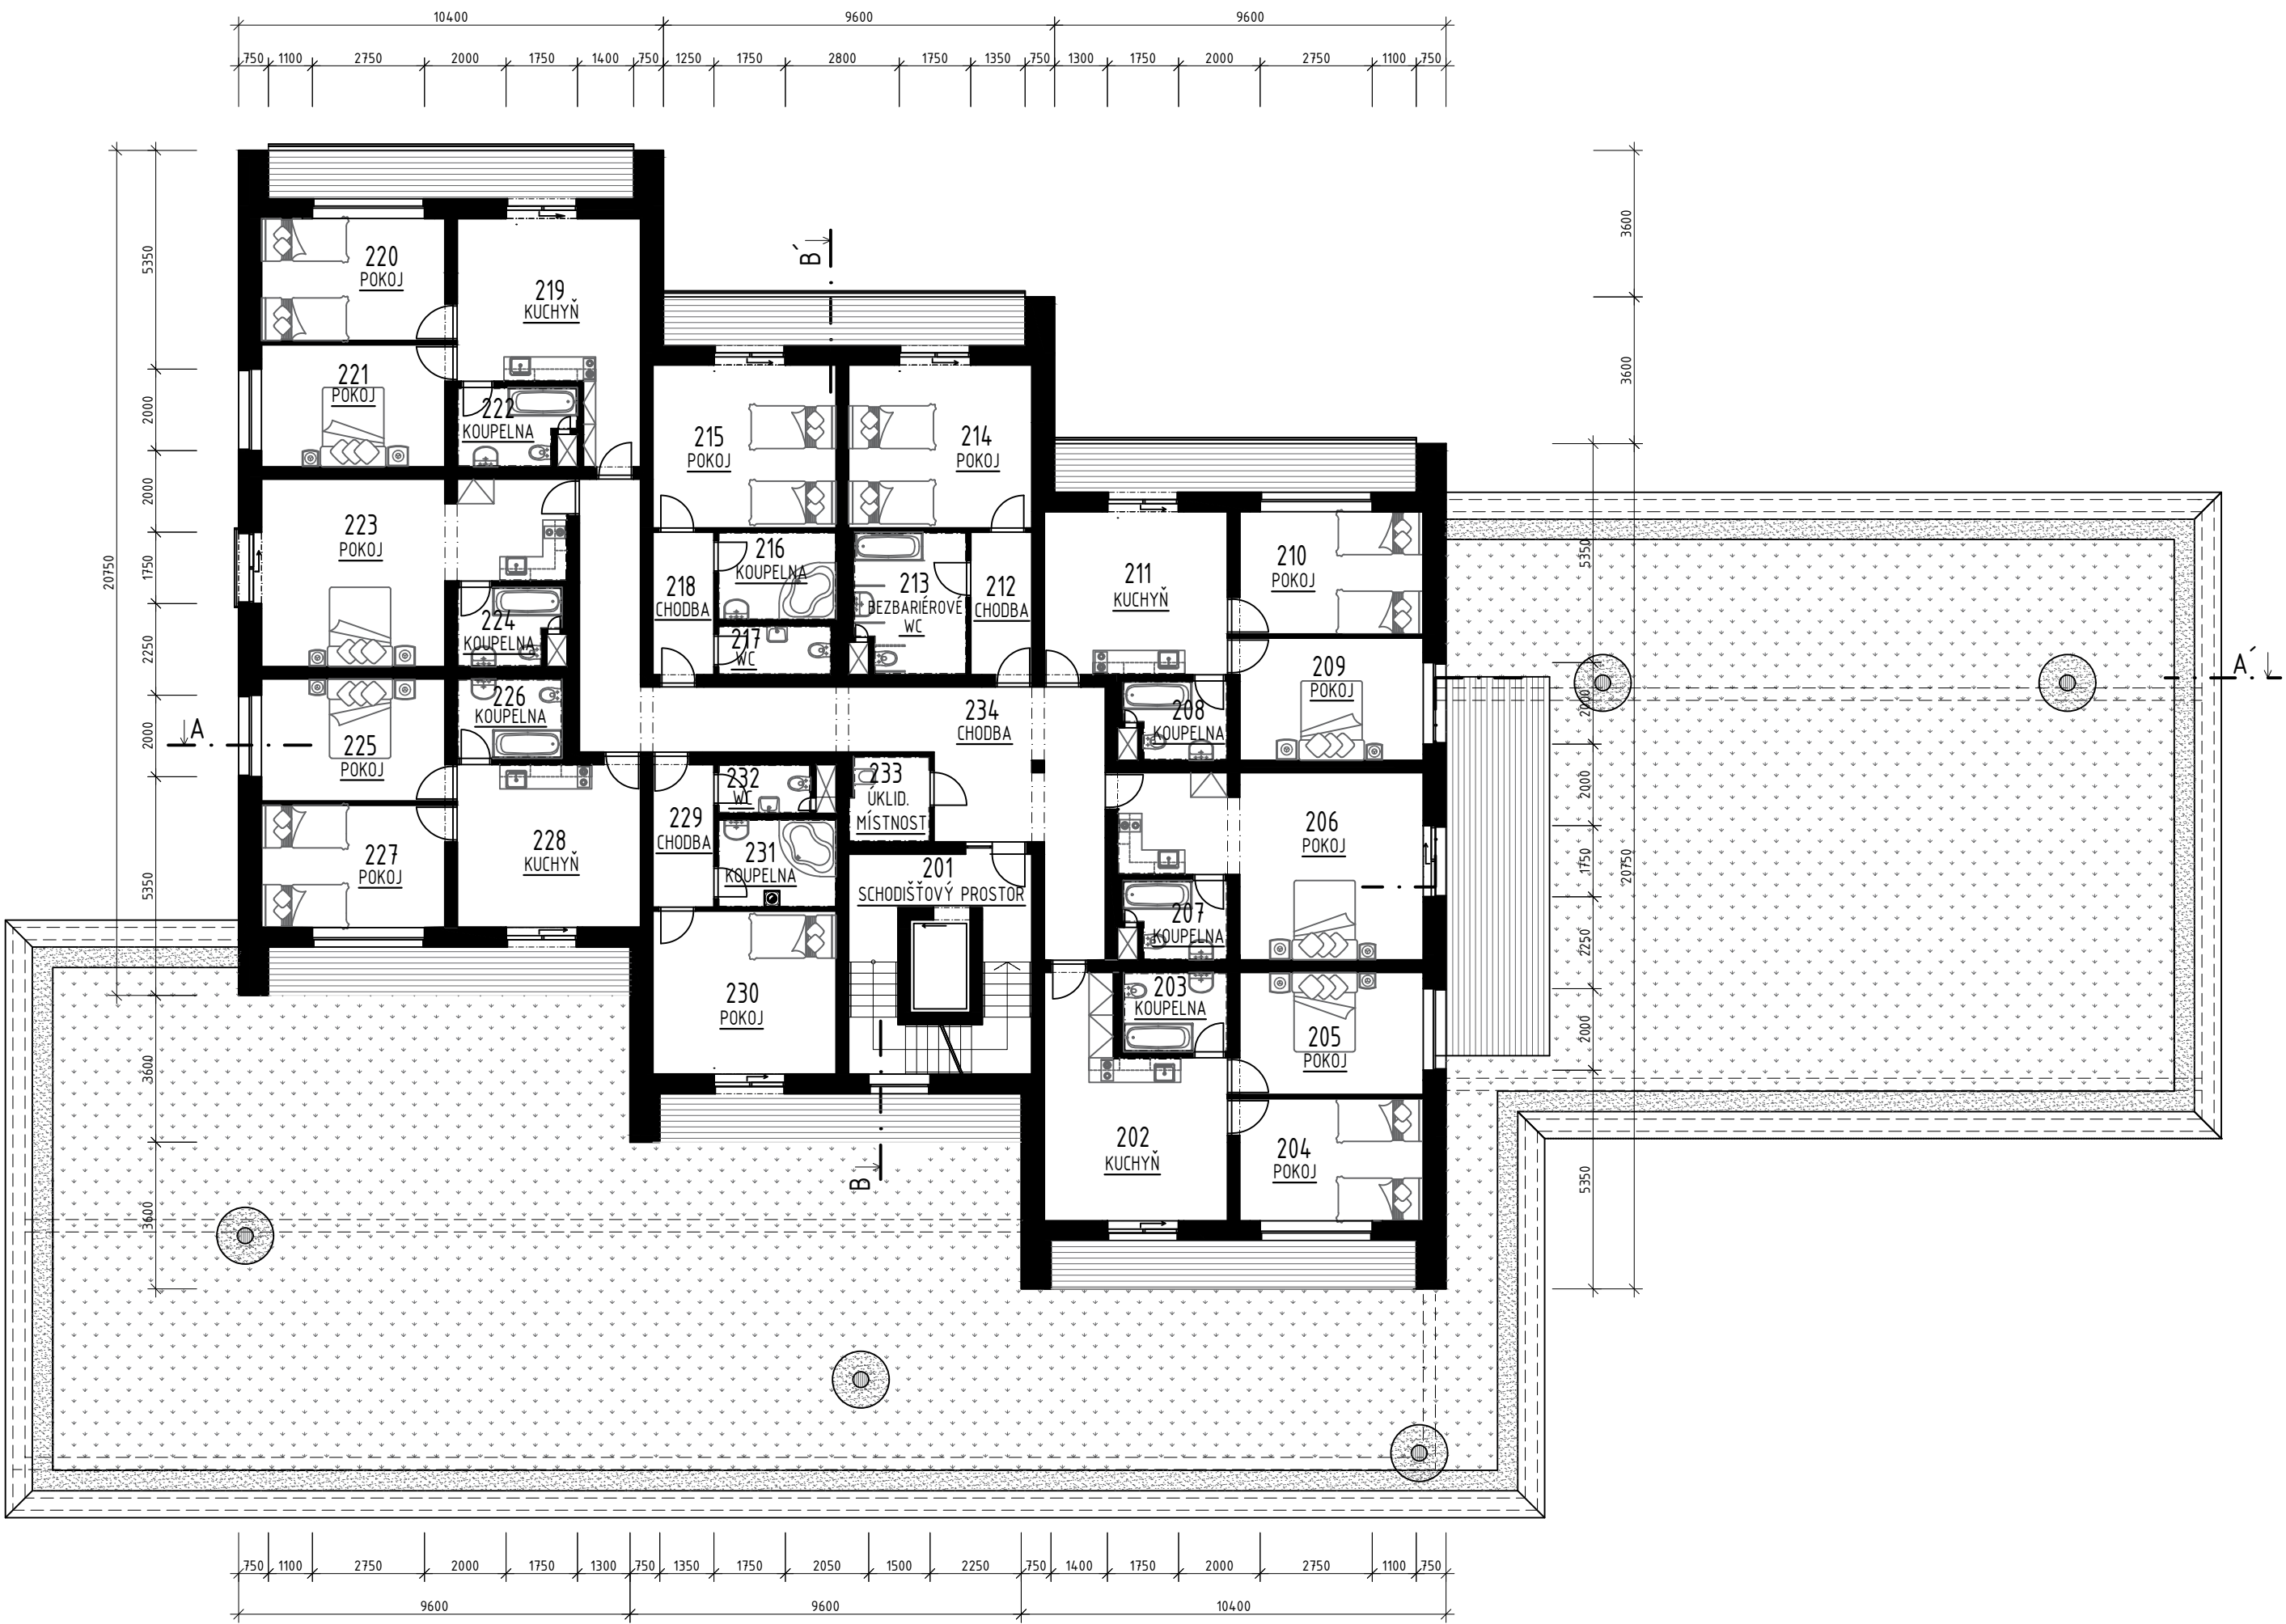 10400 9600 9600
750 1100 2750 2000 1750 1400 750 1250 1750 2800 1750 1350 750 1300 1750 2000 2750 1100 750
B´
220
POKOJ
219
KUCHYŇ
221
POKOJ
222
KOUPELNA
215
POKOJ
214
POKOJ
223
POKOJ
216
KOUPELNA
218
CHODBA
213
BEZBARIÉROVÉ
WC
212
CHODBA
211
KUCHYŇ
210
POKOJ
224
KOUPELNA
217
WC
209
POKOJ
A´
226
KOUPELNA
234
CHODBA
208
KOUPELNA
A
225
POKOJ
232
WC
233
ÚKLID.
MÍSTNOST
229
CHODBA
206
POKOJ
227
POKOJ
228
KUCHYŇ
231
KOUPELNA
201
SCHODIŠŤOVÝ PROSTOR
207
KOUPELNA
230
POKOJ
203
KOUPELNA
205
POKOJ
202
KUCHYŇ
204
POKOJ
B
20750
5350
2000
2000
1750
2250
2000
5350
3600
3600
3600
3600
5350
2000
2000
1750
2250
2000
5350
20750
750 1100 2750 2000 1750 1300 750 1350 1750 2050 1500 2250 750 1400 1750 2000 2750 1100 750
9600 9600 10400